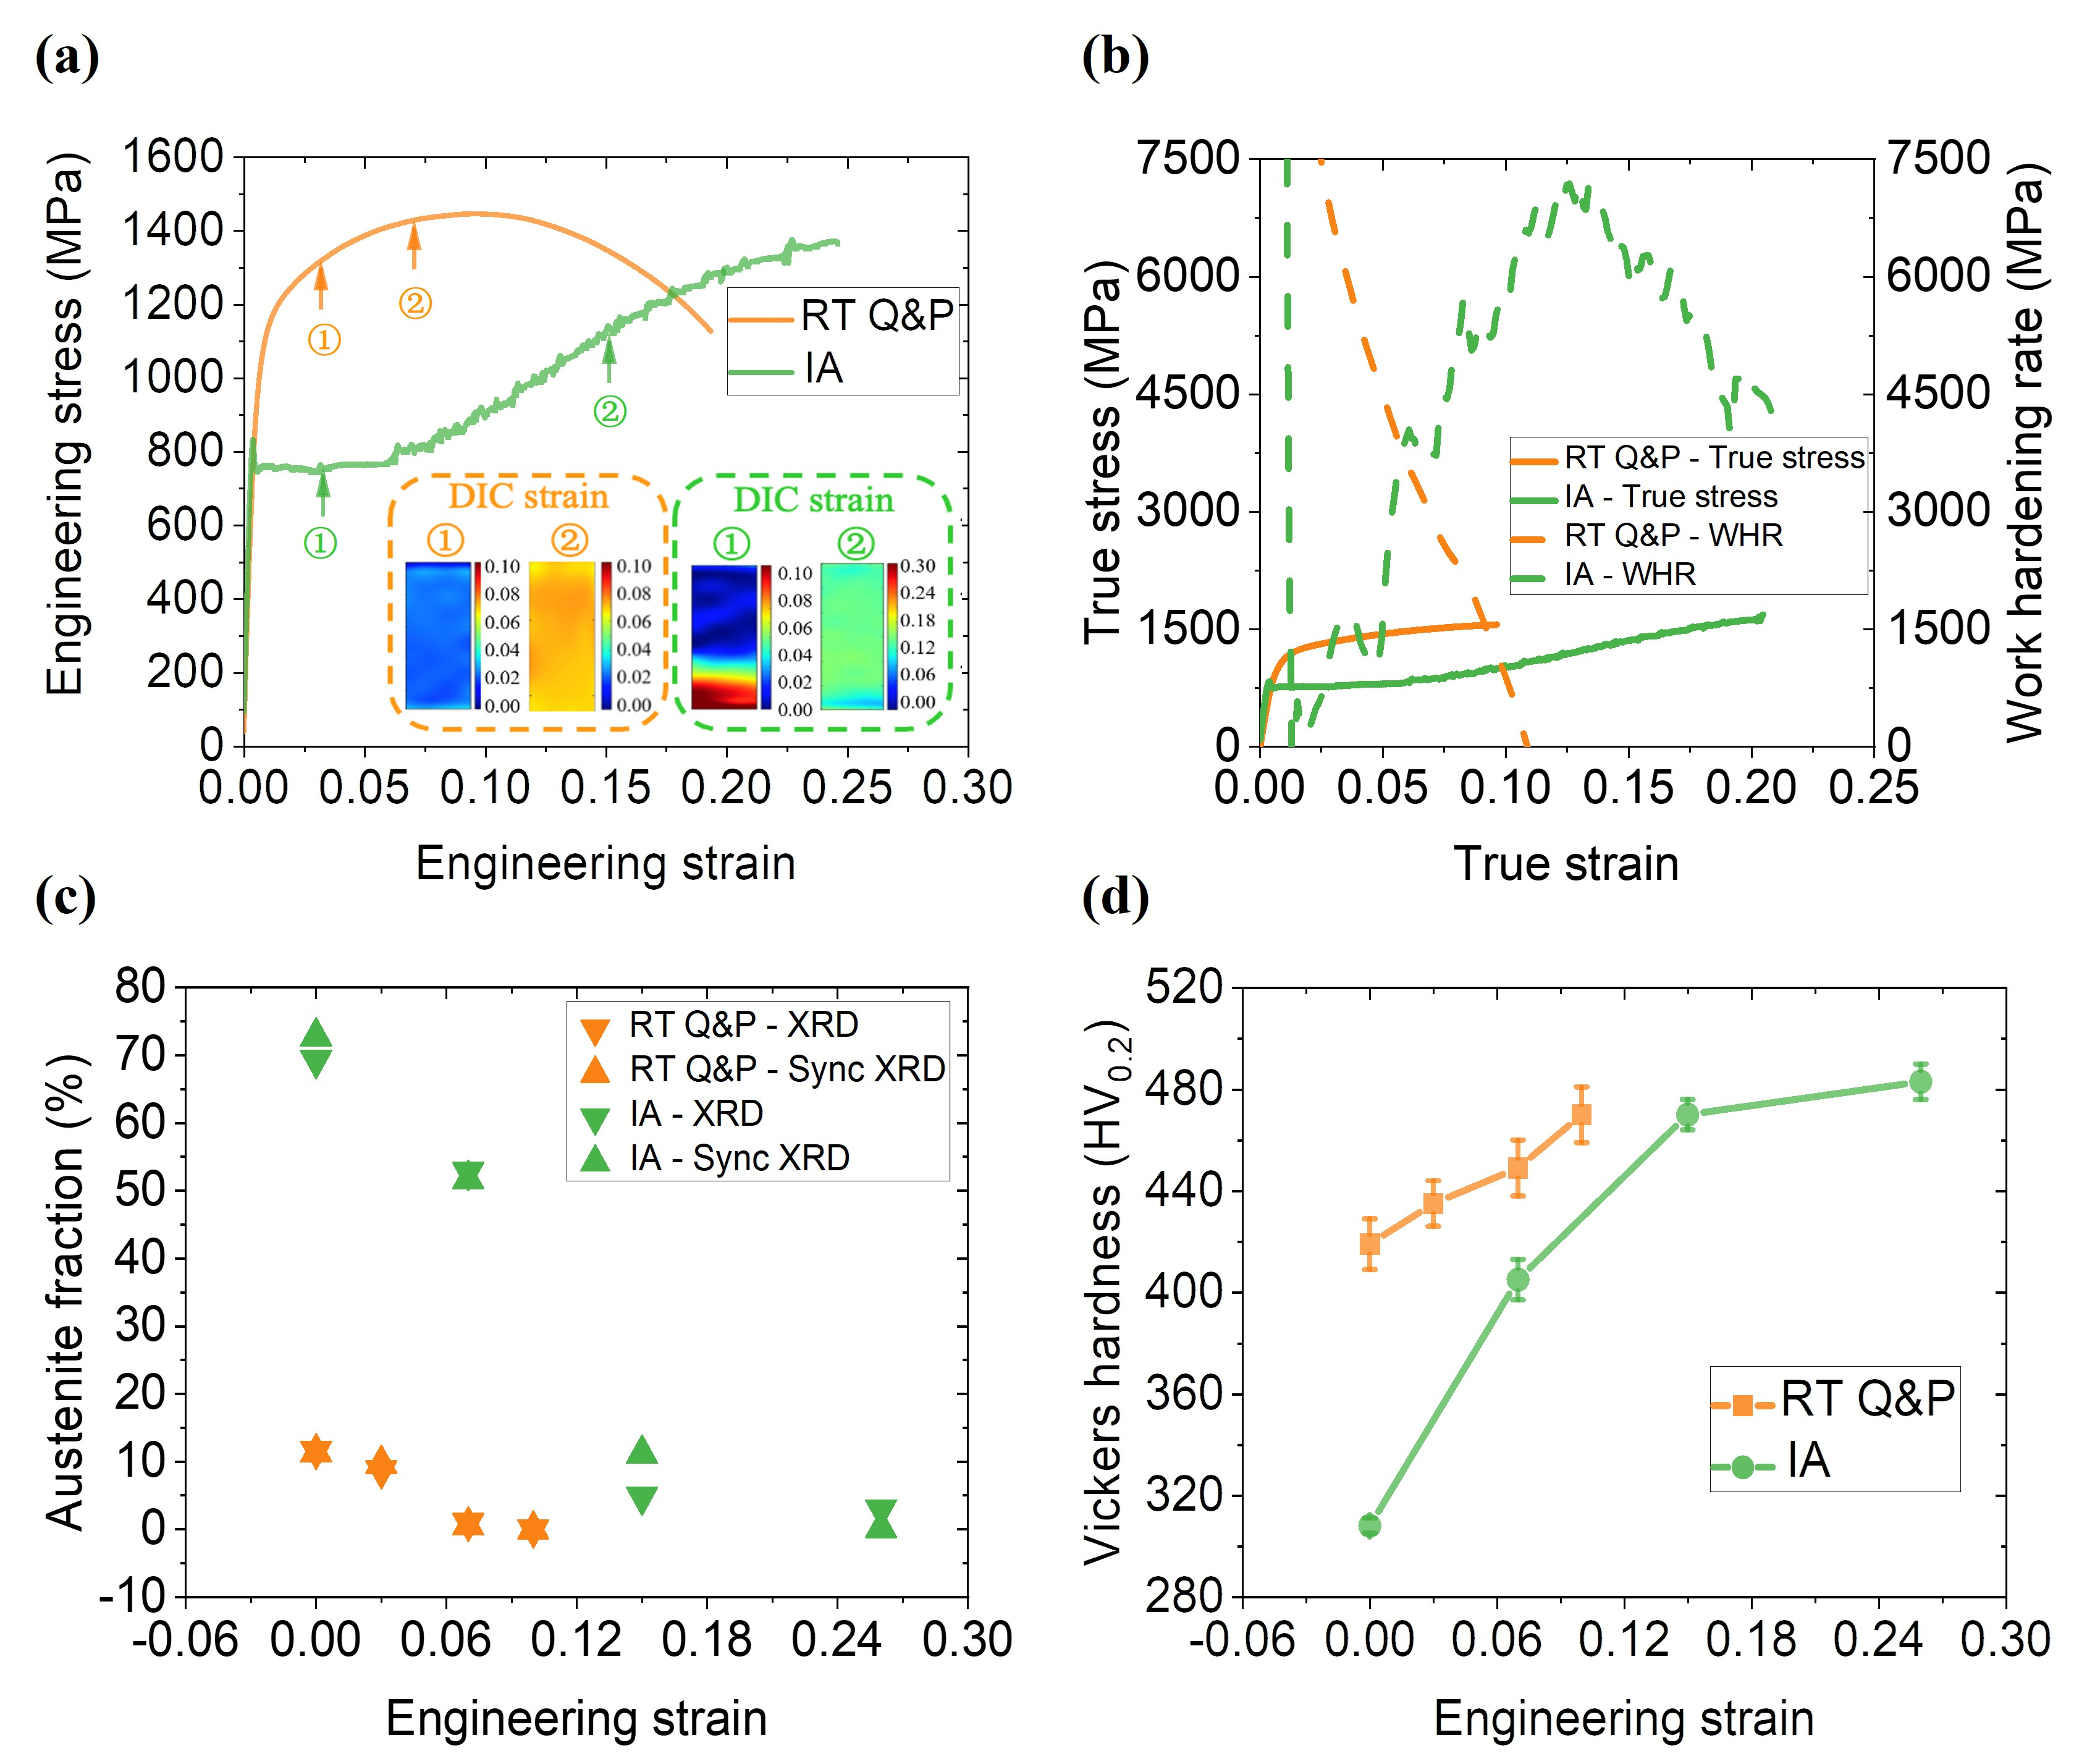 (a)
Engineering stress (MPa)
1600
1400
1200
1000
800
600
400
200
0
0.00 0.05 0.10 0.15 0.20 0.25 0.30
Engineering strain
①
②
①
②
RT Q&P
IA
DIC strain
① ②
0.10
0.08
0.06
0.04
0.02
0.00
0.10
0.08
0.06
0.04
0.02
0.00
DIC strain
① ②
0.10
0.08
0.06
0.04
0.02
0.00
0.30
0.24
0.18
0.12
0.06
0.00
(b)
True stress (MPa)
7500
6000
4500
3000
1500
0
7500
6000
4500
3000
1500
0
Work hardening rate (MPa)
RT Q&P - True stress
IA - True stress
RT Q&P - WHR
IA - WHR
0.00 0.05 0.10 0.15 0.20 0.25
True strain
(c)
Austenite fraction (%)
80
70
60
50
40
30
20
10
0
-10
RT Q&P - XRD
RT Q&P - Sync XRD
IA - XRD
IA - Sync XRD
-0.06 0.00 0.06 0.12 0.18 0.24 0.30
Engineering strain
(d)
Vickers hardness (HV0.2)
520
480
440
400
360
320
280
RT Q&P
IA
-0.06 0.00 0.06 0.12 0.18 0.24 0.30
Engineering strain